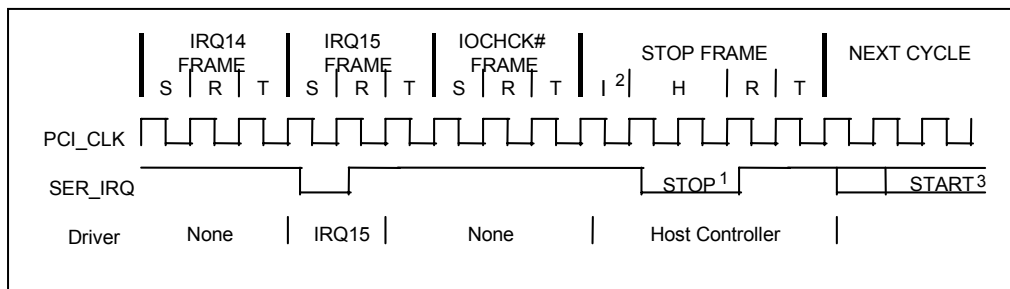 IRQ14 FRAME IRQ15 FRAME IOCHCK# FRAME STOP FRAME NEXT CYCLE
S R T S R T S R T I 2 H R T
PCI_CLK
SER_IRQ STOP 1 START 3
Driver None IRQ15 None Host Controller